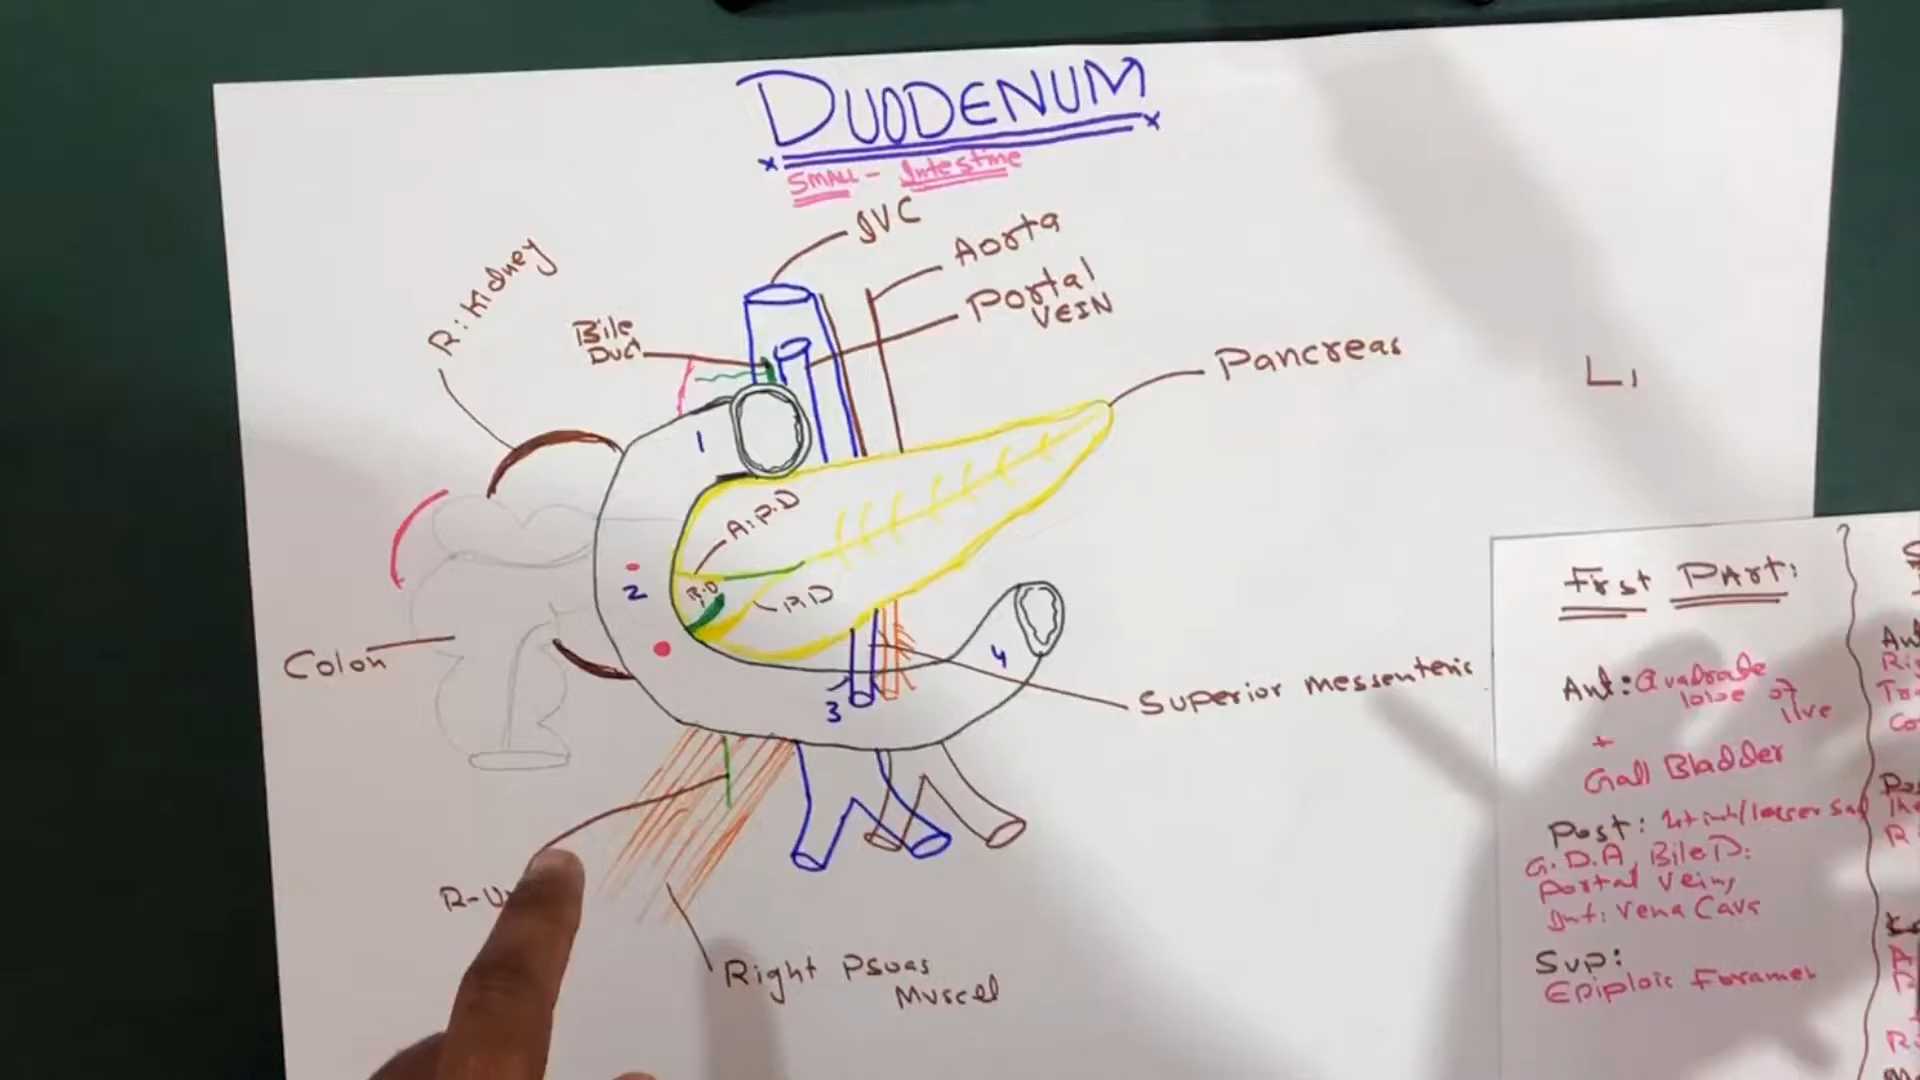 DUODENUM
SMALL - Intestine
IVC
Aorta
Portal
VEIN
R: Kidney
Bile
Duct
Pancreas
L1
1
A.P.D
B.D
P.D
2
3
4
Colon
Superior messenteric
Right Psoas
Muscel
First PArt:
Ant: Quadrade
lobe of
live
+
Gall Bladder
Post:
G.D.A, Bile D:
Portal Vein,
Inf: Vena Cava
Sup:
Epiploic Foramen